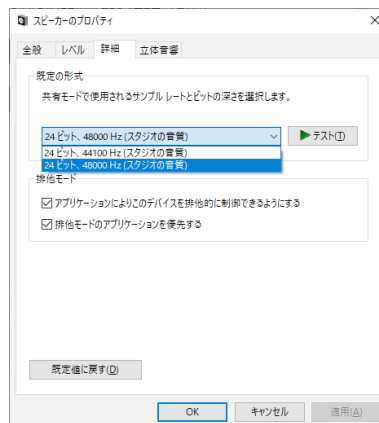 スピーカーのプロパティ
全般 レベル 詳細 立体音響
既定の形式
共有モードで使用されるサンプル レートとビットの深さを選択します。
24 ビット、48000 Hz (スタジオの音質) テスト(T)
24 ビット、44100 Hz (スタジオの音質)
24 ビット、48000 Hz (スタジオの音質)
排他モード
アプリケーションによりこのデバイスを排他的に制御できるようにする
排他モードのアプリケーションを優先する
既定値に戻す(D)
OK キャンセル 適用(A)